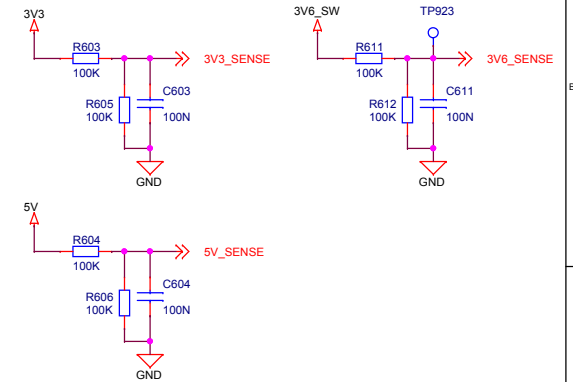 3V3
R603
100K
3V3_SENSE
R605
100K
C603
100N
GND
3V6_SW
TP923
R611
100K
3V6_SENSE
R612
100K
C611
100N
GND
5V
R604
100K
5V_SENSE
R606
100K
C604
100N
GND